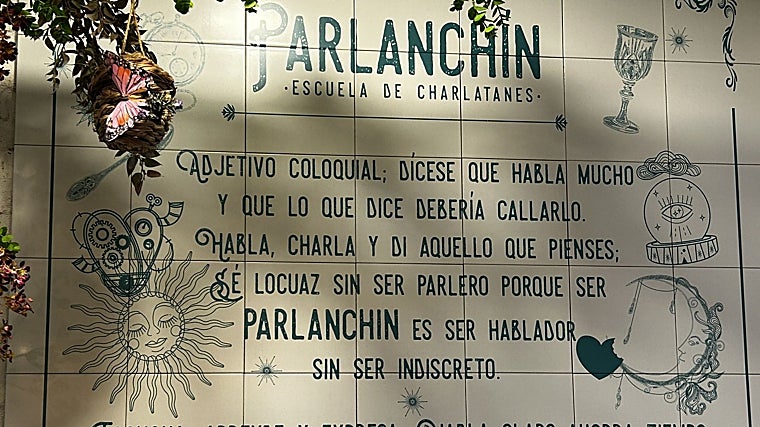 PARLANCHIN
·ESCUELA DE CHARLATANES·
ADJETIVO COLOQUIAL; DÍCESE QUE HABLA MUCHO
Y QUE LO QUE DICE DEBERÍA CALLARLO.
HABLA, CHARLA Y DI AQUELLO QUE PIENSES;
SÉ LOCUAZ SIN SER PARLERO PORQUE SER
PARLANCHIN ES SER HABLADOR
SIN SER INDISCRETO.